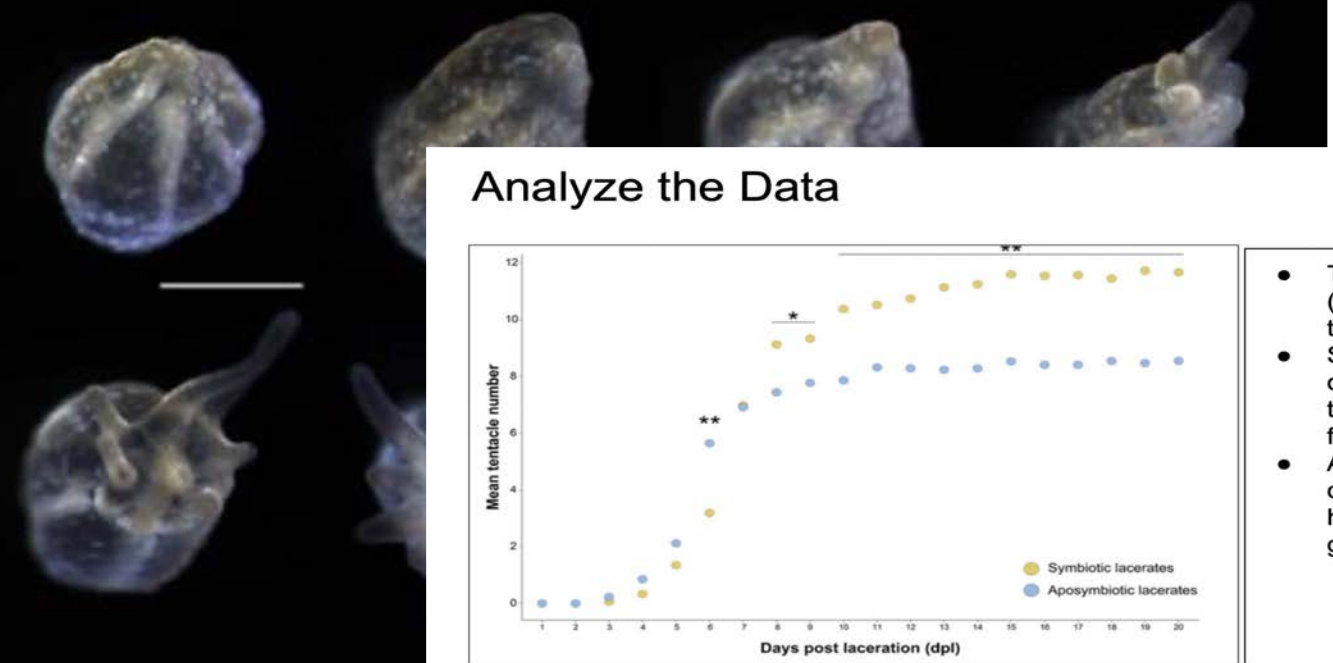 Analyze the Data
**
12
10
8
6
4
2
0
*
**
Mean tentacle number
Symbiotic lacerates
Aposymbiotic lacerates
1 2 3 4 5 6 7 8 9 10 11 12 13 14 15 16 17 18 19 20
Days post laceration (dpl)